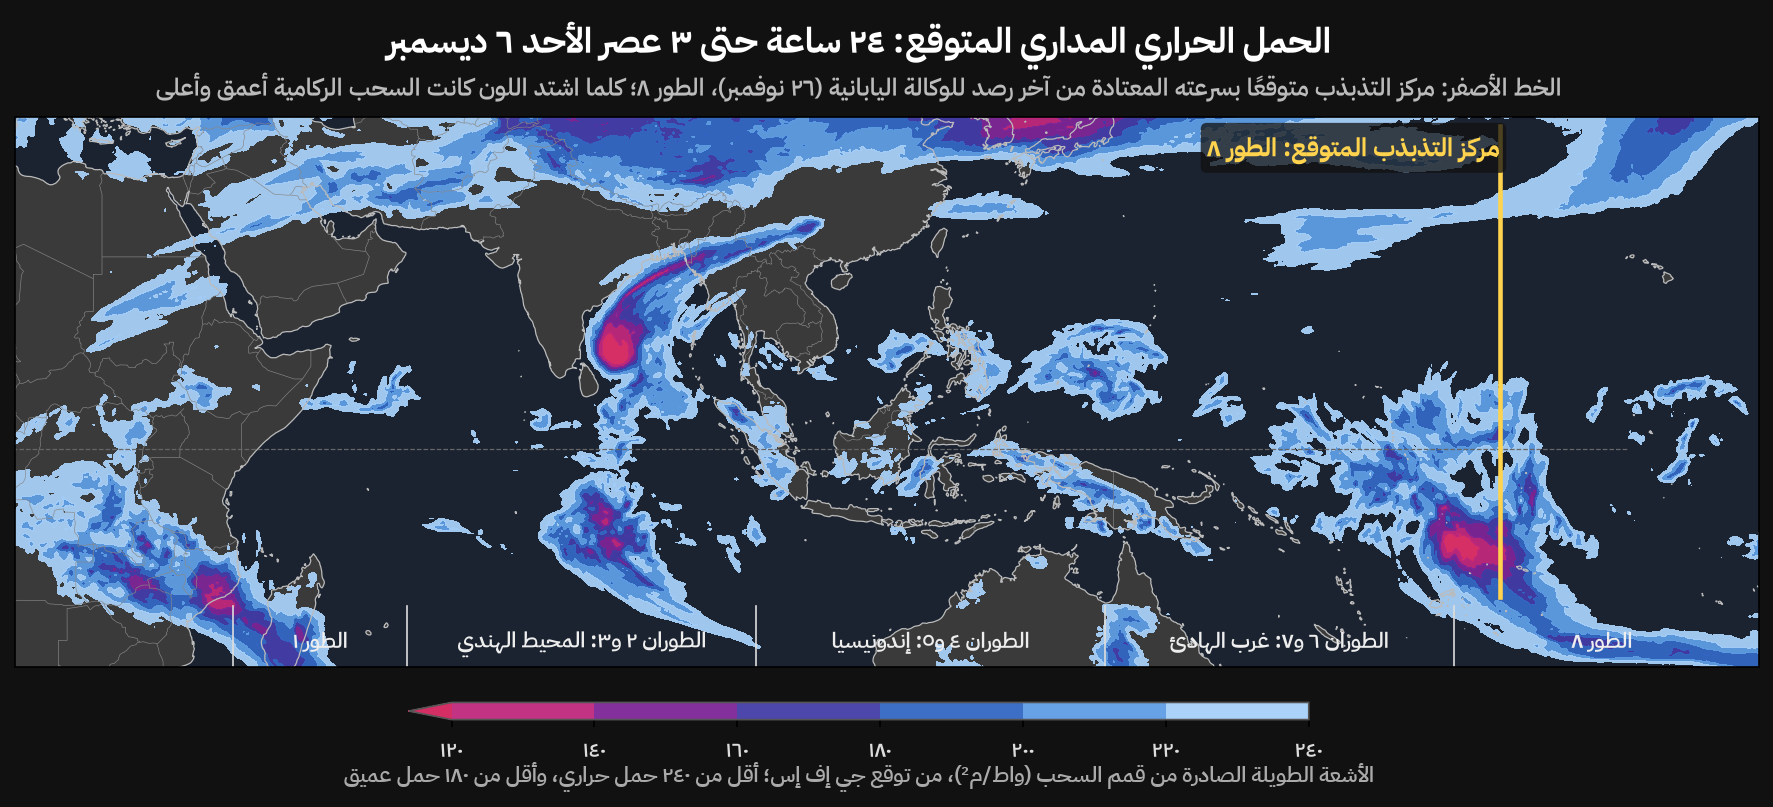 الحمل الحراري المداري المتوقع: ٢٤ ساعة حتى ٣ عصر الأحد ٦ ديسمبر
الخط الأصفر: مركز التذبذب متوقعًا بسرعته المعتادة من آخر رصد للوكالة اليابانية (٢٦ نوفمبر)، الطور ٨؛ كلما اشتد اللون كانت السحب الركامية أعمق وأعلى
مركز التذبذب المتوقع: الطور ٨
الطور ١
الطوران ٢ و٣: المحيط الهندي
الطوران ٤ و٥: إندونيسيا
الطوران ٦ و٧: غرب الهادئ
الطور ٨
١٢٠ ١٤٠ ١٦٠ ١٨٠ ٢٠٠ ٢٢٠ ٢٤٠
الأشعة الطويلة الصادرة من قمم السحب (واط/م²)، من توقع جي إف إس؛ أقل من ٢٤٠ حمل حراري، وأقل من ١٨٠ حمل عميق